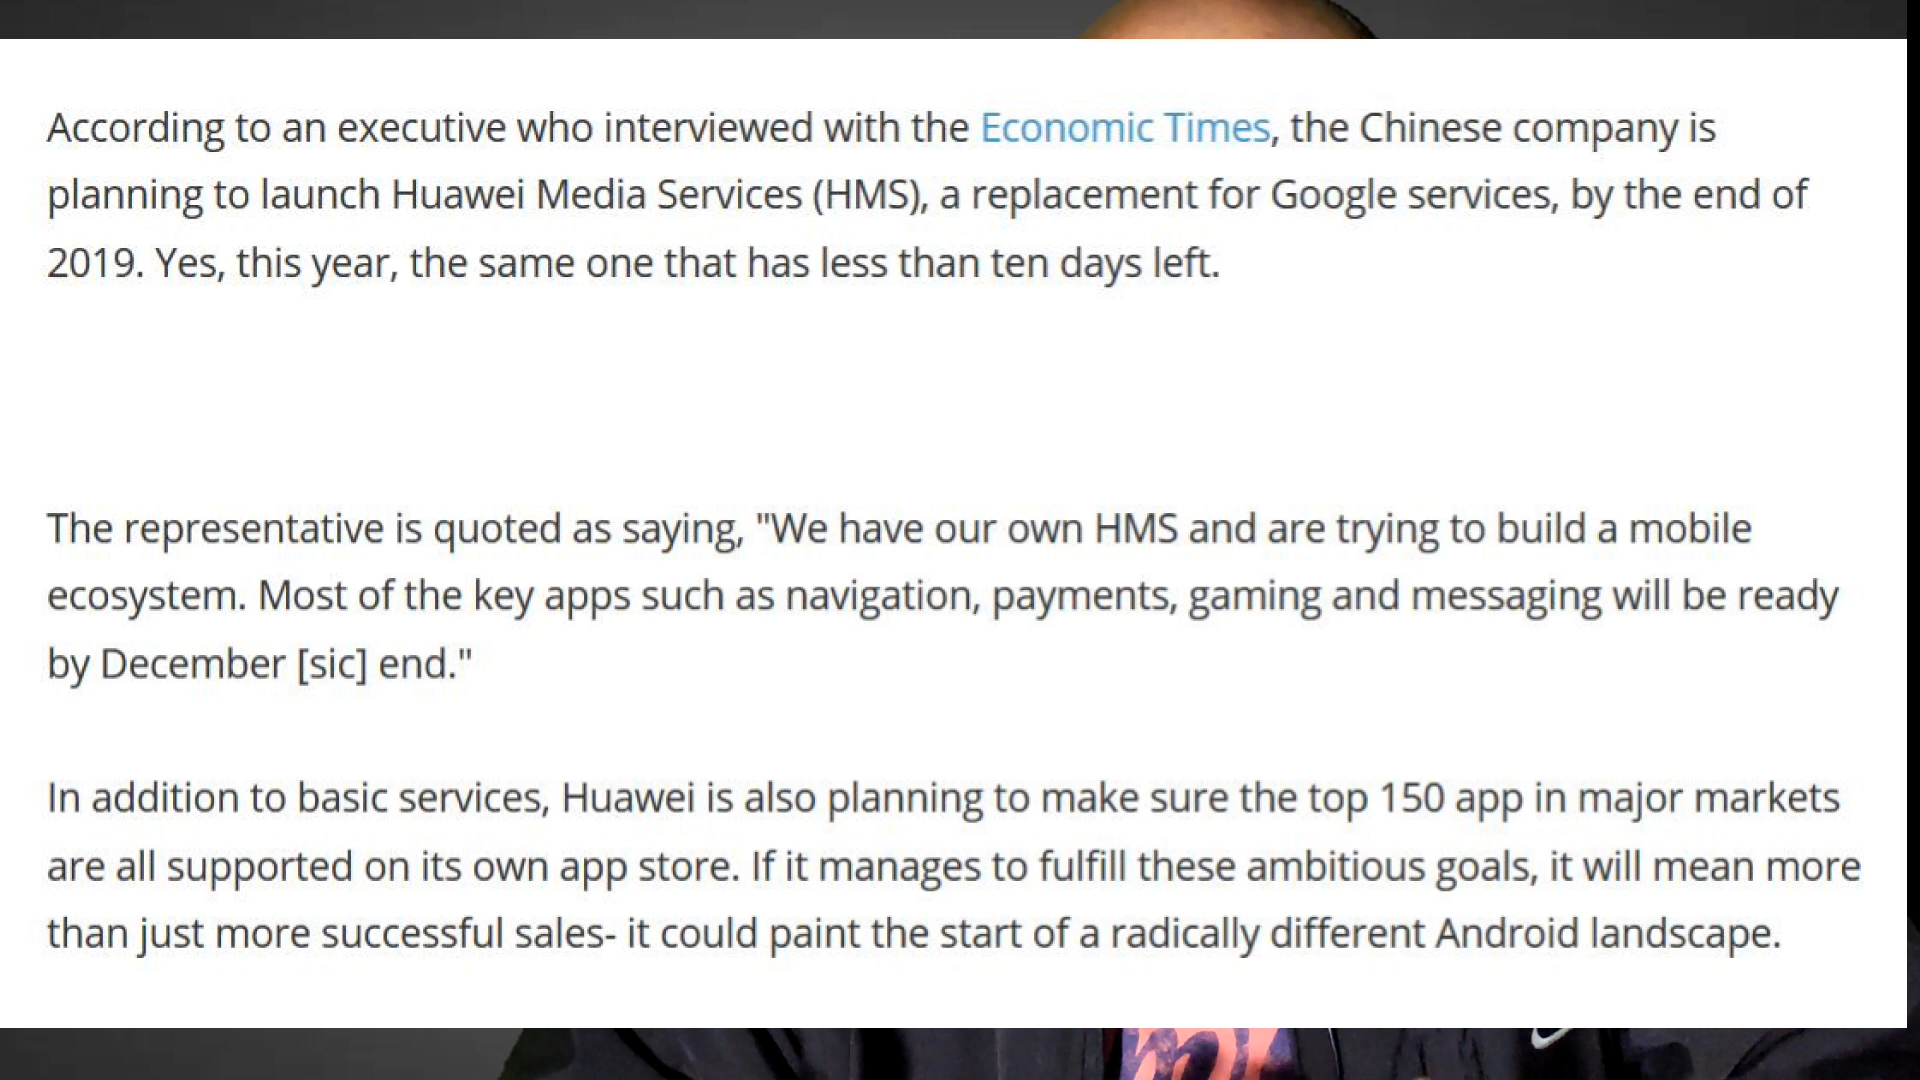 According to an executive who interviewed with the Economic Times, the Chinese company is
planning to launch Huawei Media Services (HMS), a replacement for Google services, by the end of
2019. Yes, this year, the same one that has less than ten days left.
The representative is quoted as saying, "We have our own HMS and are trying to build a mobile
ecosystem. Most of the key apps such as navigation, payments, gaming and messaging will be ready
by December [sic] end."
In addition to basic services, Huawei is also planning to make sure the top 150 app in major markets
are all supported on its own app store. If it manages to fulfill these ambitious goals, it will mean more
than just more successful sales- it could paint the start of a radically different Android landscape.